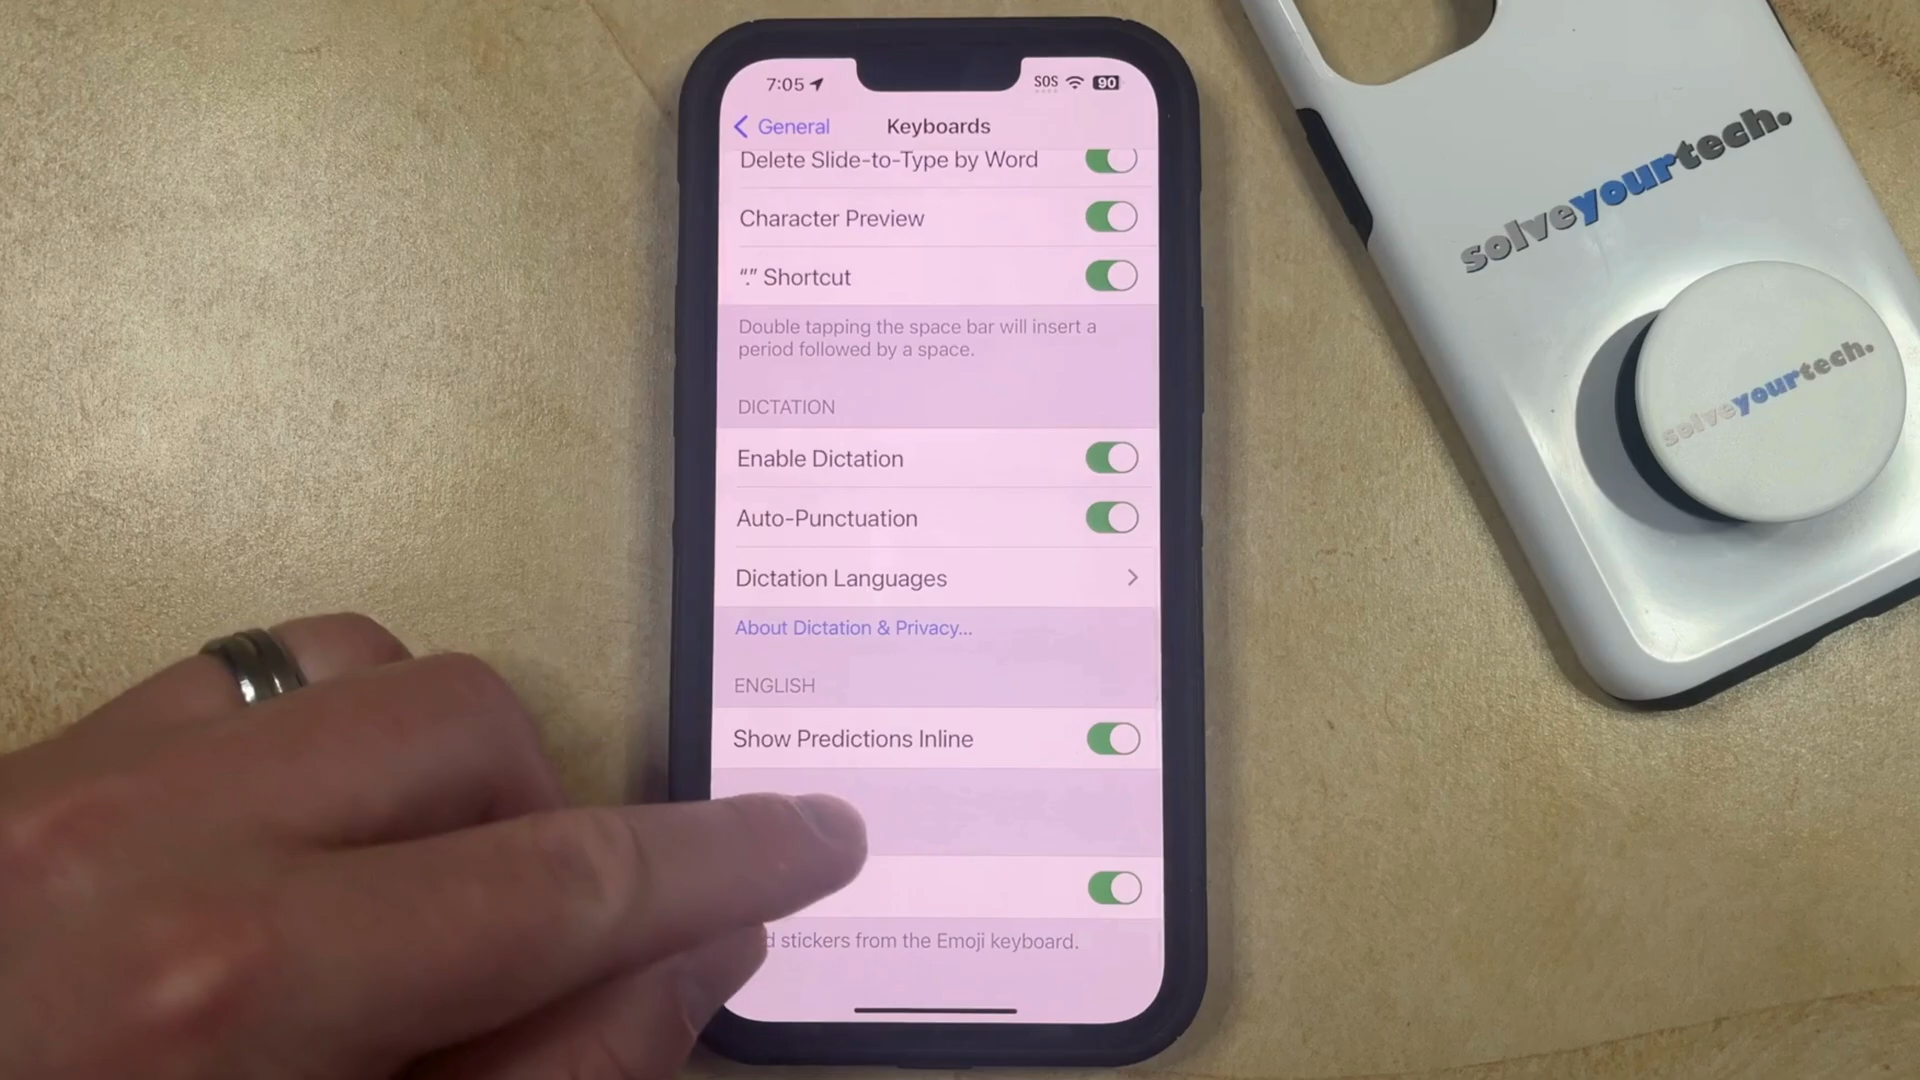 7:05
SOS
90
General
Keyboards
Delete Slide-to-Type by Word
Character Preview
“.” Shortcut
Double tapping the space bar will insert a
period followed by a space.
DICTATION
Enable Dictation
Auto-Punctuation
Dictation Languages
About Dictation & Privacy...
ENGLISH
Show Predictions Inline
stickers from the Emoji keyboard.
solveyourtech.
solveyourtech.